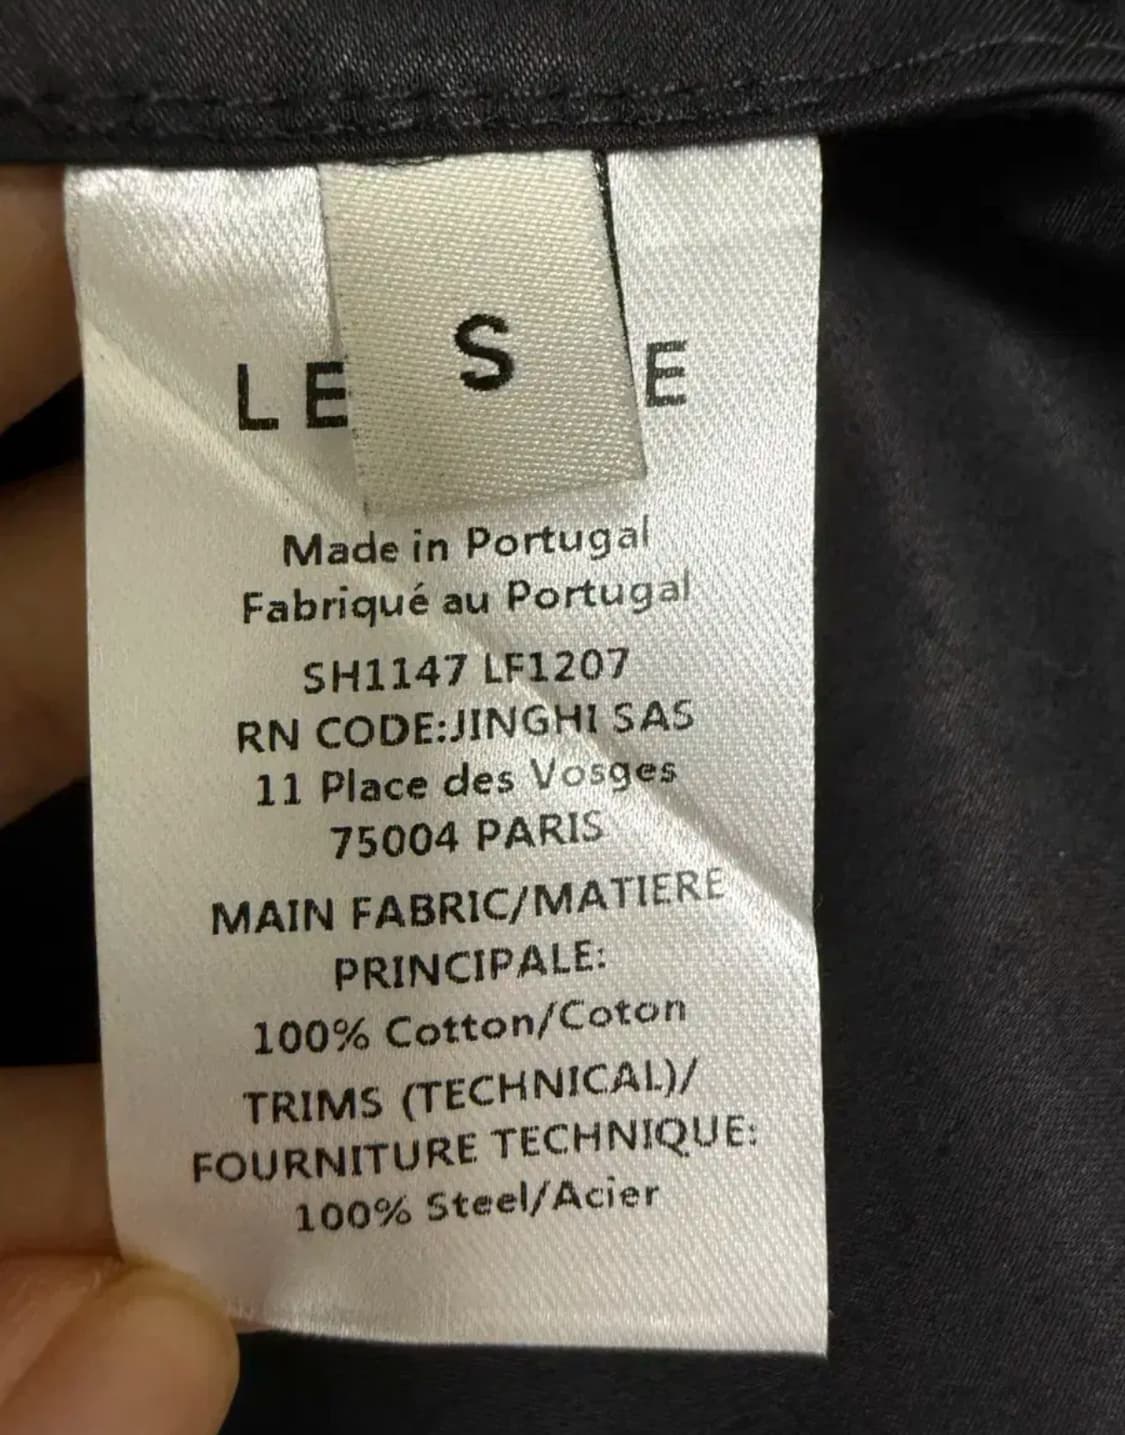 S
LE E
Made in Portugal
Fabriqué au Portugal
SH1147 LF1207
RN CODE:JINGHI SAS
11 Place des Vosges
75004 PARIS
MAIN FABRIC/MATIERE
PRINCIPALE:
100% Cotton/Coton
TRIMS (TECHNICAL)/
FOURNITURE TECHNIQUE:
100% Steel/Acier